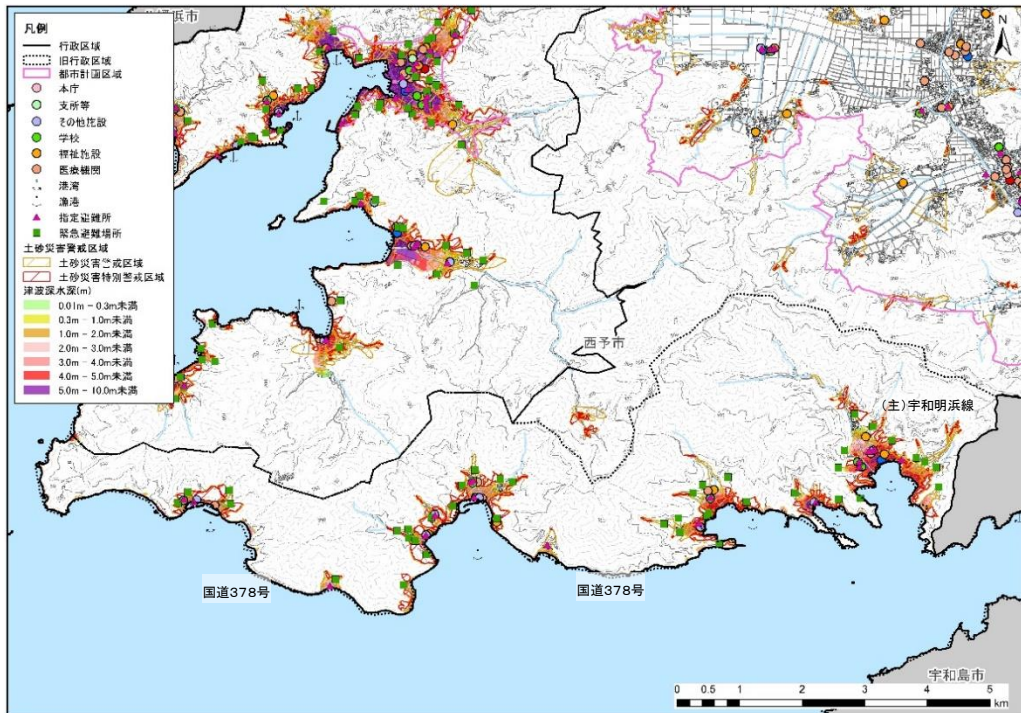 凡例
行政区域
旧行政区域
都市計画区域
本庁
支所等
その他施設
学校
福祉施設
医療機関
港湾
漁港
指定避難所
緊急避難場所
土砂災害警戒区域
土砂災害警戒区域
土砂災害特別警戒区域
津波深水深(m)
0.01m - 0.3m未満
0.3m - 1.0m未満
1.0m - 2.0m未満
2.0m - 3.0m未満
3.0m - 4.0m未満
4.0m - 5.0m未満
5.0m - 10.0m未満
浜市
N
西予市
(主)宇和明浜線
国道378号
国道378号
宇和島市
0 0.5 1 2 3 4 5
km